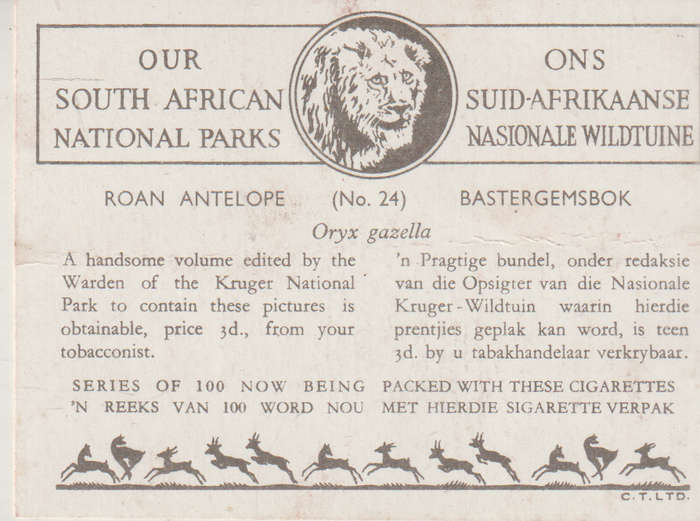 OUR
SOUTH AFRICAN
NATIONAL PARKS
ONS
SUID-AFRIKAANSE
NASIONALE WILDTUINE
ROAN ANTELOPE (No. 24) BASTERGEMSBOK
Oryx gazella
A handsome volume edited by the
Warden of the Kruger National
Park to contain these pictures is
obtainable, price 3d., from your
tobacconist.
'n Pragtige bundel, onder redaksie
van die Opsigter van die Nasionale
Kruger-Wildtuin waarin hierdie
prentjies geplak kan word, is teen
3d. by u tabakhandelaar verkrybaar.
SERIES OF 100 NOW BEING PACKED WITH THESE CIGARETTES
'N REEKS VAN 100 WORD NOU MET HIERDIE SIGARETTE VERPAK
C.T.LTD.